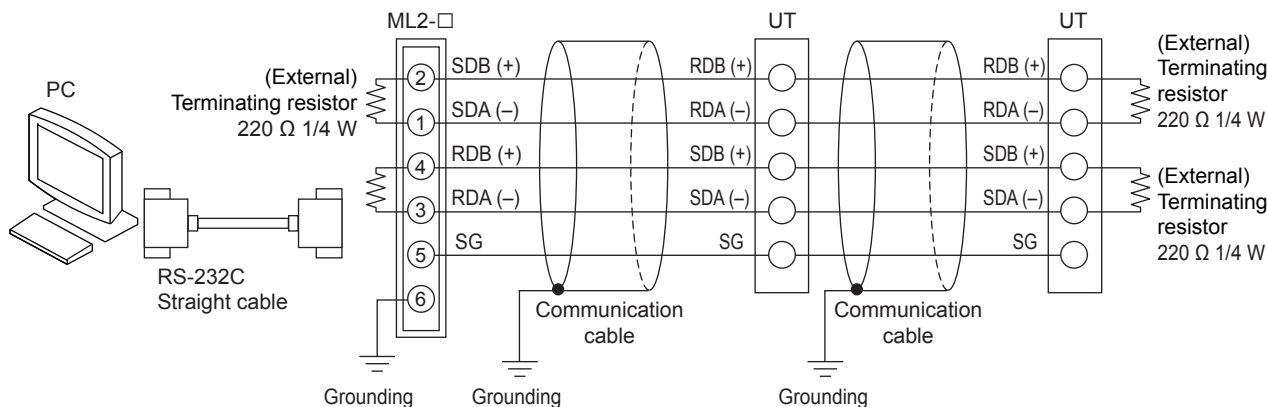 ML2-□
UT
UT
PC
(External)
Terminating resistor
220 Ω 1/4 W
2
1
4
3
5
6
SDB (+)
SDA (–)
RDB (+)
RDA (–)
SG
RDB (+)
RDA (–)
SDB (+)
SDA (–)
SG
RDB (+)
RDA (–)
SDB (+)
SDA (–)
SG
(External)
Terminating
resistor
220 Ω 1/4 W
(External)
Terminating
resistor
220 Ω 1/4 W
RS-232C
Straight cable
Communication
cable
Communication
cable
Grounding
Grounding
Grounding